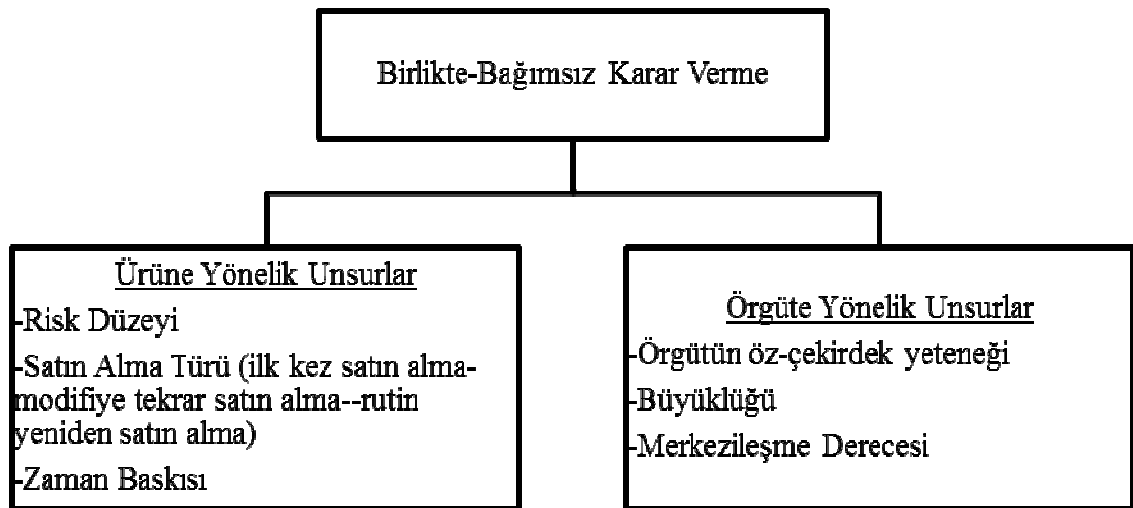 Birlikte-Bağımsız Karar Verme
Ürüne Yönelik Unsurlar
-Risk Düzeyi
-Satın Alma Türü (ilk kez satın alma-
modifiye tekrar satın alma--rutin
yeniden satın alma)
-Zaman Baskısı
Örgüte Yönelik Unsurlar
-Örgütün öz-çekirdek yeteneği
-Büyüklüğü
-Merkezileşme Derecesi